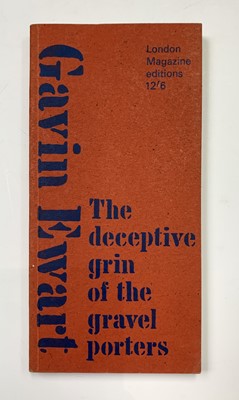 London
Magazine
editions
12/6
Gavin Ewart
The
deceptive
grin
of the
gravel
porters